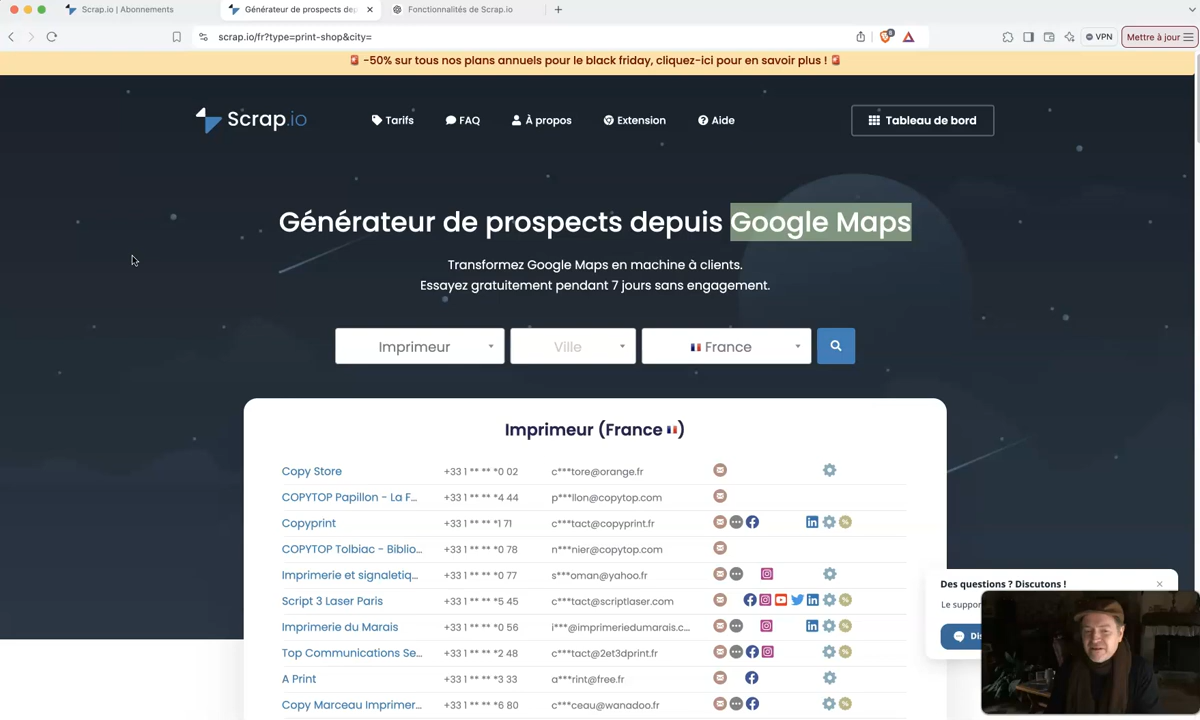 Scrap.io | Abonnements
Générateur de prospects dep
Fonctionnalités de Scrap.io
scrap.io/fr?type=print-shop&city=
VPN
Mettre à jour
-50% sur tous nos plans annuels pour le black friday, cliquez-ici pour en savoir plus !
Scrap.io
Tarifs
FAQ
À propos
Extension
Aide
Tableau de bord
Générateur de prospects depuis Google Maps
Transformez Google Maps en machine à clients.
Essayez gratuitement pendant 7 jours sans engagement.
Imprimeur
Ville
France
Imprimeur (France)
Copy Store +33 1 ** ** *0 02 c***tore@orange.fr
COPYTOP Papillon - La F... +33 1 ** ** *4 44 p***llon@copytop.com
Copyprint +33 1 ** ** *1 71 c***tact@copyprint.fr
COPYTOP Tolbiac - Biblio... +33 1 ** ** *0 78 n***nier@copytop.com
Imprimerie et signaletiq... +33 1 ** ** *0 77 s***oman@yahoo.fr
Script 3 Laser Paris +33 1 ** ** *5 45 c***tact@scriptlaser.com
Imprimerie du Marais +33 1 ** ** *0 56 i***@imprimeriedumarais.c...
Top Communications Se... +33 1 ** ** *2 48 c***tact@2et3dprint.fr
A Print +33 1 ** ** *3 33 a***rint@free.fr
Copy Marceau Imprimer... +33 1 ** ** *6 80 c***ceau@wanadoo.fr
Des questions ? Discutons !
Le suppo
Dis